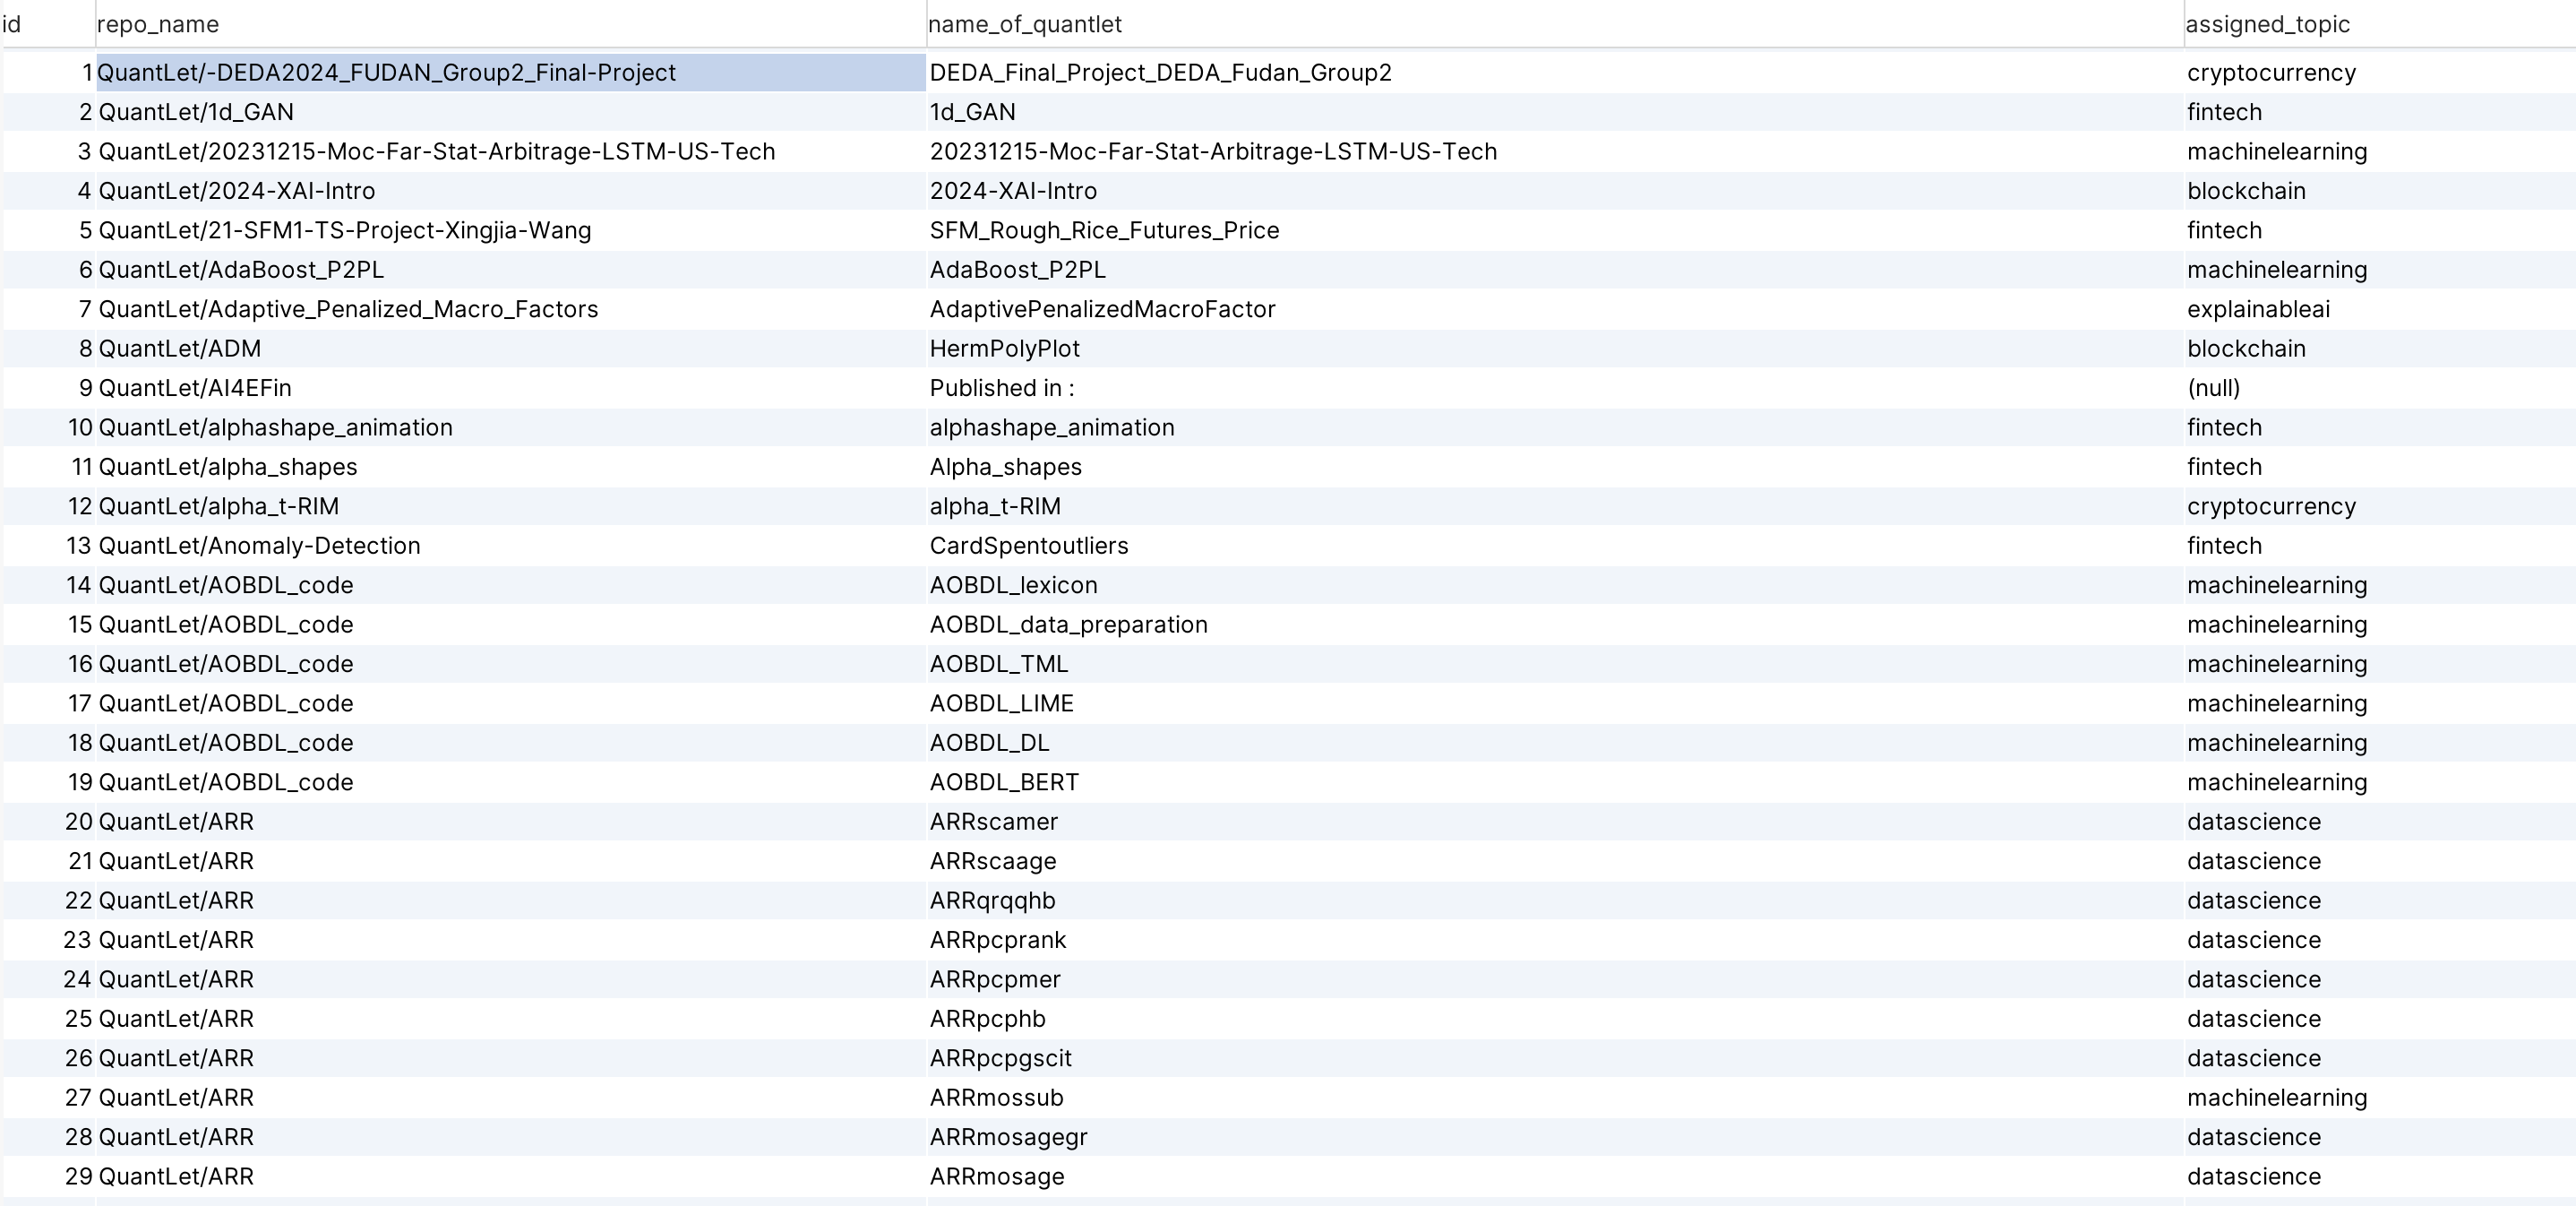 id repo_name name_of_quantlet assigned_topic
1 QuantLet/-DEDA2024_FUDAN_Group2_Final-Project DEDA_Final_Project_DEDA_Fudan_Group2 cryptocurrency
2 QuantLet/1d_GAN 1d_GAN fintech
3 QuantLet/20231215-Moc-Far-Stat-Arbitrage-LSTM-US-Tech 20231215-Moc-Far-Stat-Arbitrage-LSTM-US-Tech machinelearning
4 QuantLet/2024-XAI-Intro 2024-XAI-Intro blockchain
5 QuantLet/21-SFM1-TS-Project-Xingjia-Wang SFM_Rough_Rice_Futures_Price fintech
6 QuantLet/AdaBoost_P2PL AdaBoost_P2PL machinelearning
7 QuantLet/Adaptive_Penalized_Macro_Factors AdaptivePenalizedMacroFactor explainableai
8 QuantLet/ADM HermPolyPlot blockchain
9 QuantLet/AI4EFin Published in : (null)
10 QuantLet/alphashape_animation alphashape_animation fintech
11 QuantLet/alpha_shapes Alpha_shapes fintech
12 QuantLet/alpha_t-RIM alpha_t-RIM cryptocurrency
13 QuantLet/Anomaly-Detection CardSpentoutliers fintech
14 QuantLet/AOBDL_code AOBDL_lexicon machinelearning
15 QuantLet/AOBDL_code AOBDL_data_preparation machinelearning
16 QuantLet/AOBDL_code AOBDL_TML machinelearning
17 QuantLet/AOBDL_code AOBDL_LIME machinelearning
18 QuantLet/AOBDL_code AOBDL_DL machinelearning
19 QuantLet/AOBDL_code AOBDL_BERT machinelearning
20 QuantLet/ARR ARRscamer datascience
21 QuantLet/ARR ARRscaage datascience
22 QuantLet/ARR ARRqrqqhb datascience
23 QuantLet/ARR ARRpcprank datascience
24 QuantLet/ARR ARRpcpmer datascience
25 QuantLet/ARR ARRpcphb datascience
26 QuantLet/ARR ARRpcpgscit datascience
27 QuantLet/ARR ARRmossub machinelearning
28 QuantLet/ARR ARRmosagegr datascience
29 QuantLet/ARR ARRmosage datascience